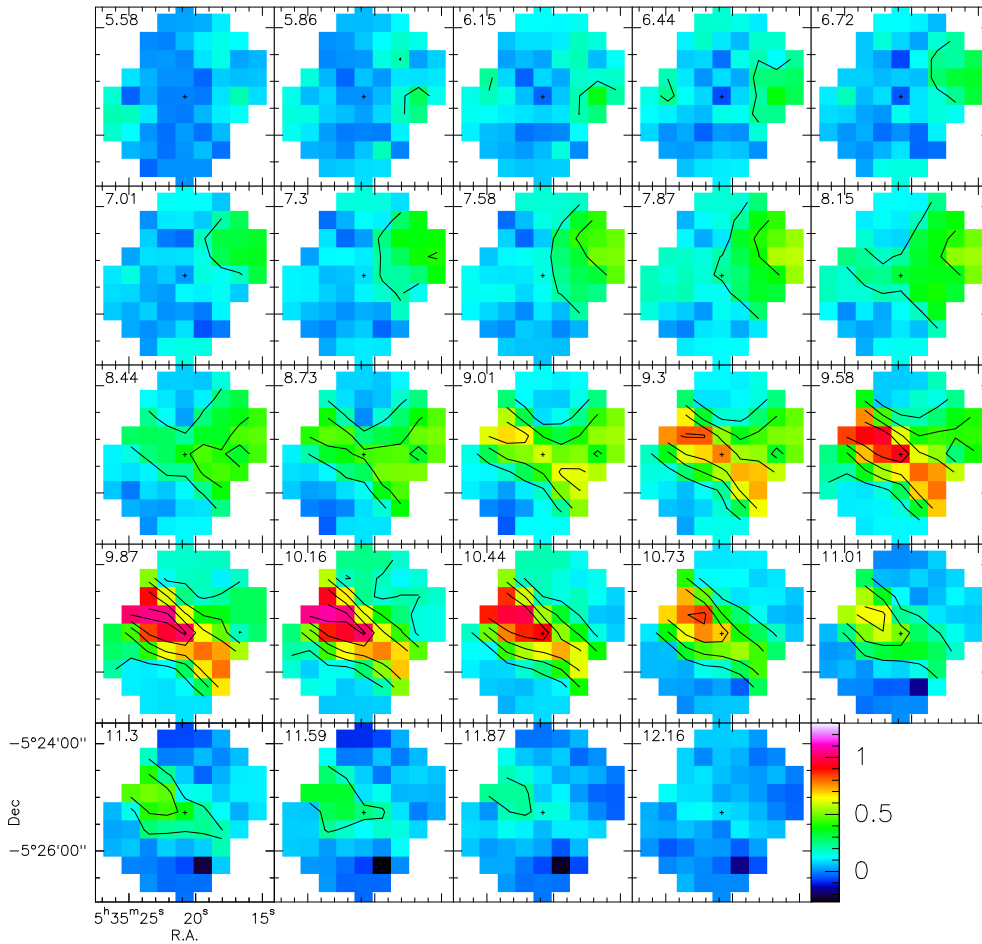 5.58 5.86 6.15 6.44 6.72
7.01 7.3 7.58 7.87 8.15
8.44 8.73 9.01 9.3 9.58
9.87 10.16 10.44 10.73 11.01
11.3 11.59 11.87 12.16
−5°24'00"
−5°26'00"
Dec
1
0.5
0
5ʰ35ᵐ25ˢ 20ˢ 15ˢ
R.A.